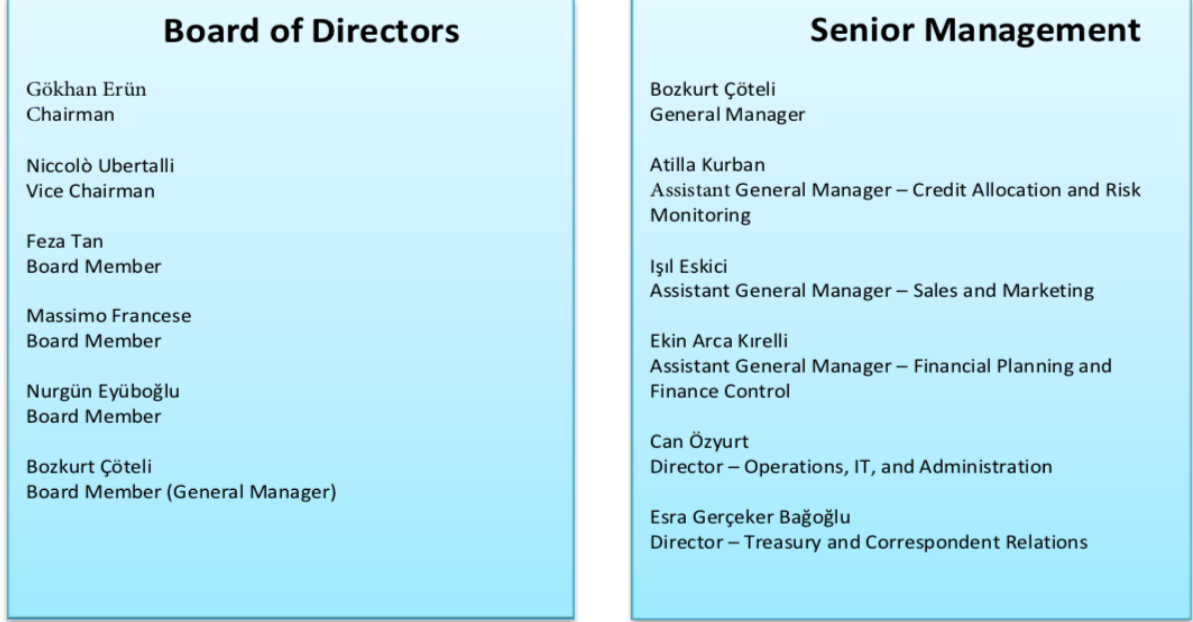 Board of Directors
Gökhan Erün
Chairman
Niccolò Ubertalli
Vice Chairman
Feza Tan
Board Member
Massimo Francese
Board Member
Nurgün Eyüboğlu
Board Member
Bozkurt Çöteli
Board Member (General Manager)
Senior Management
Bozkurt Çöteli
General Manager
Atilla Kurban
Assistant General Manager – Credit Allocation and Risk
Monitoring
Işıl Eskici
Assistant General Manager – Sales and Marketing
Ekin Arca Kırelli
Assistant General Manager – Financial Planning and
Finance Control
Can Özyurt
Director – Operations, IT, and Administration
Esra Gerçeker Bağoğlu
Director – Treasury and Correspondent Relations